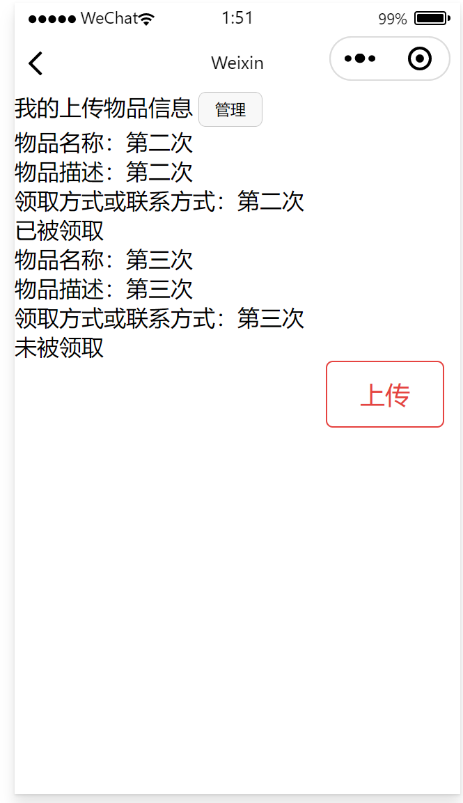 WeChat 1:51 99%
Weixin
我的上传物品信息 管理
物品名称：第二次
物品描述：第二次
领取方式或联系方式：第二次
已被领取
物品名称：第三次
物品描述：第三次
领取方式或联系方式：第三次
未被领取
上传